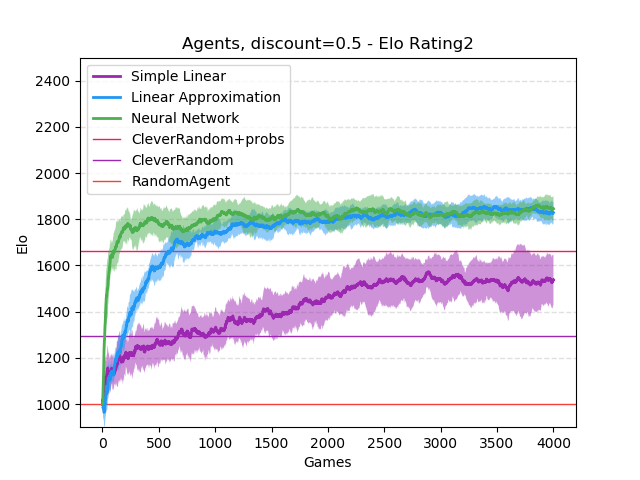 Agents, discount=0.5 - Elo Rating2
Simple Linear
Linear Approximation
Neural Network
CleverRandom+probs
CleverRandom
RandomAgent
2400
2200
2000
1800
1600
1400
1200
1000
Elo
0 500 1000 1500 2000 2500 3000 3500 4000
Games